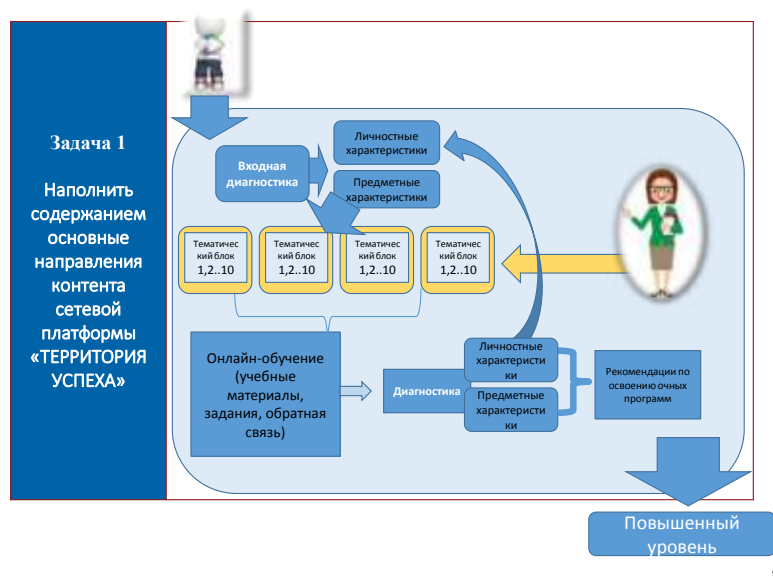 Задача 1
Наполнить
содержанием
основные
направления
контента
сетевой
платформы
«ТЕРРИТОРИЯ
УСПЕХА»
Входная
диагностика
Личностные
характеристики
Предметные
характеристики
Тематичес
кий блок
1,2..10
Тематичес
кий блок
1,2..10
Тематичес
кий блок
1,2..10
Тематичес
кий блок
1,2..10
Онлайн-обучение
(учебные
материалы,
задания, обратная
связь)
Диагностика
Личностные
характеристи
ки
Предметные
характеристи
ки
Рекомендации по
освоению очных
программ
Повышенный
уровень